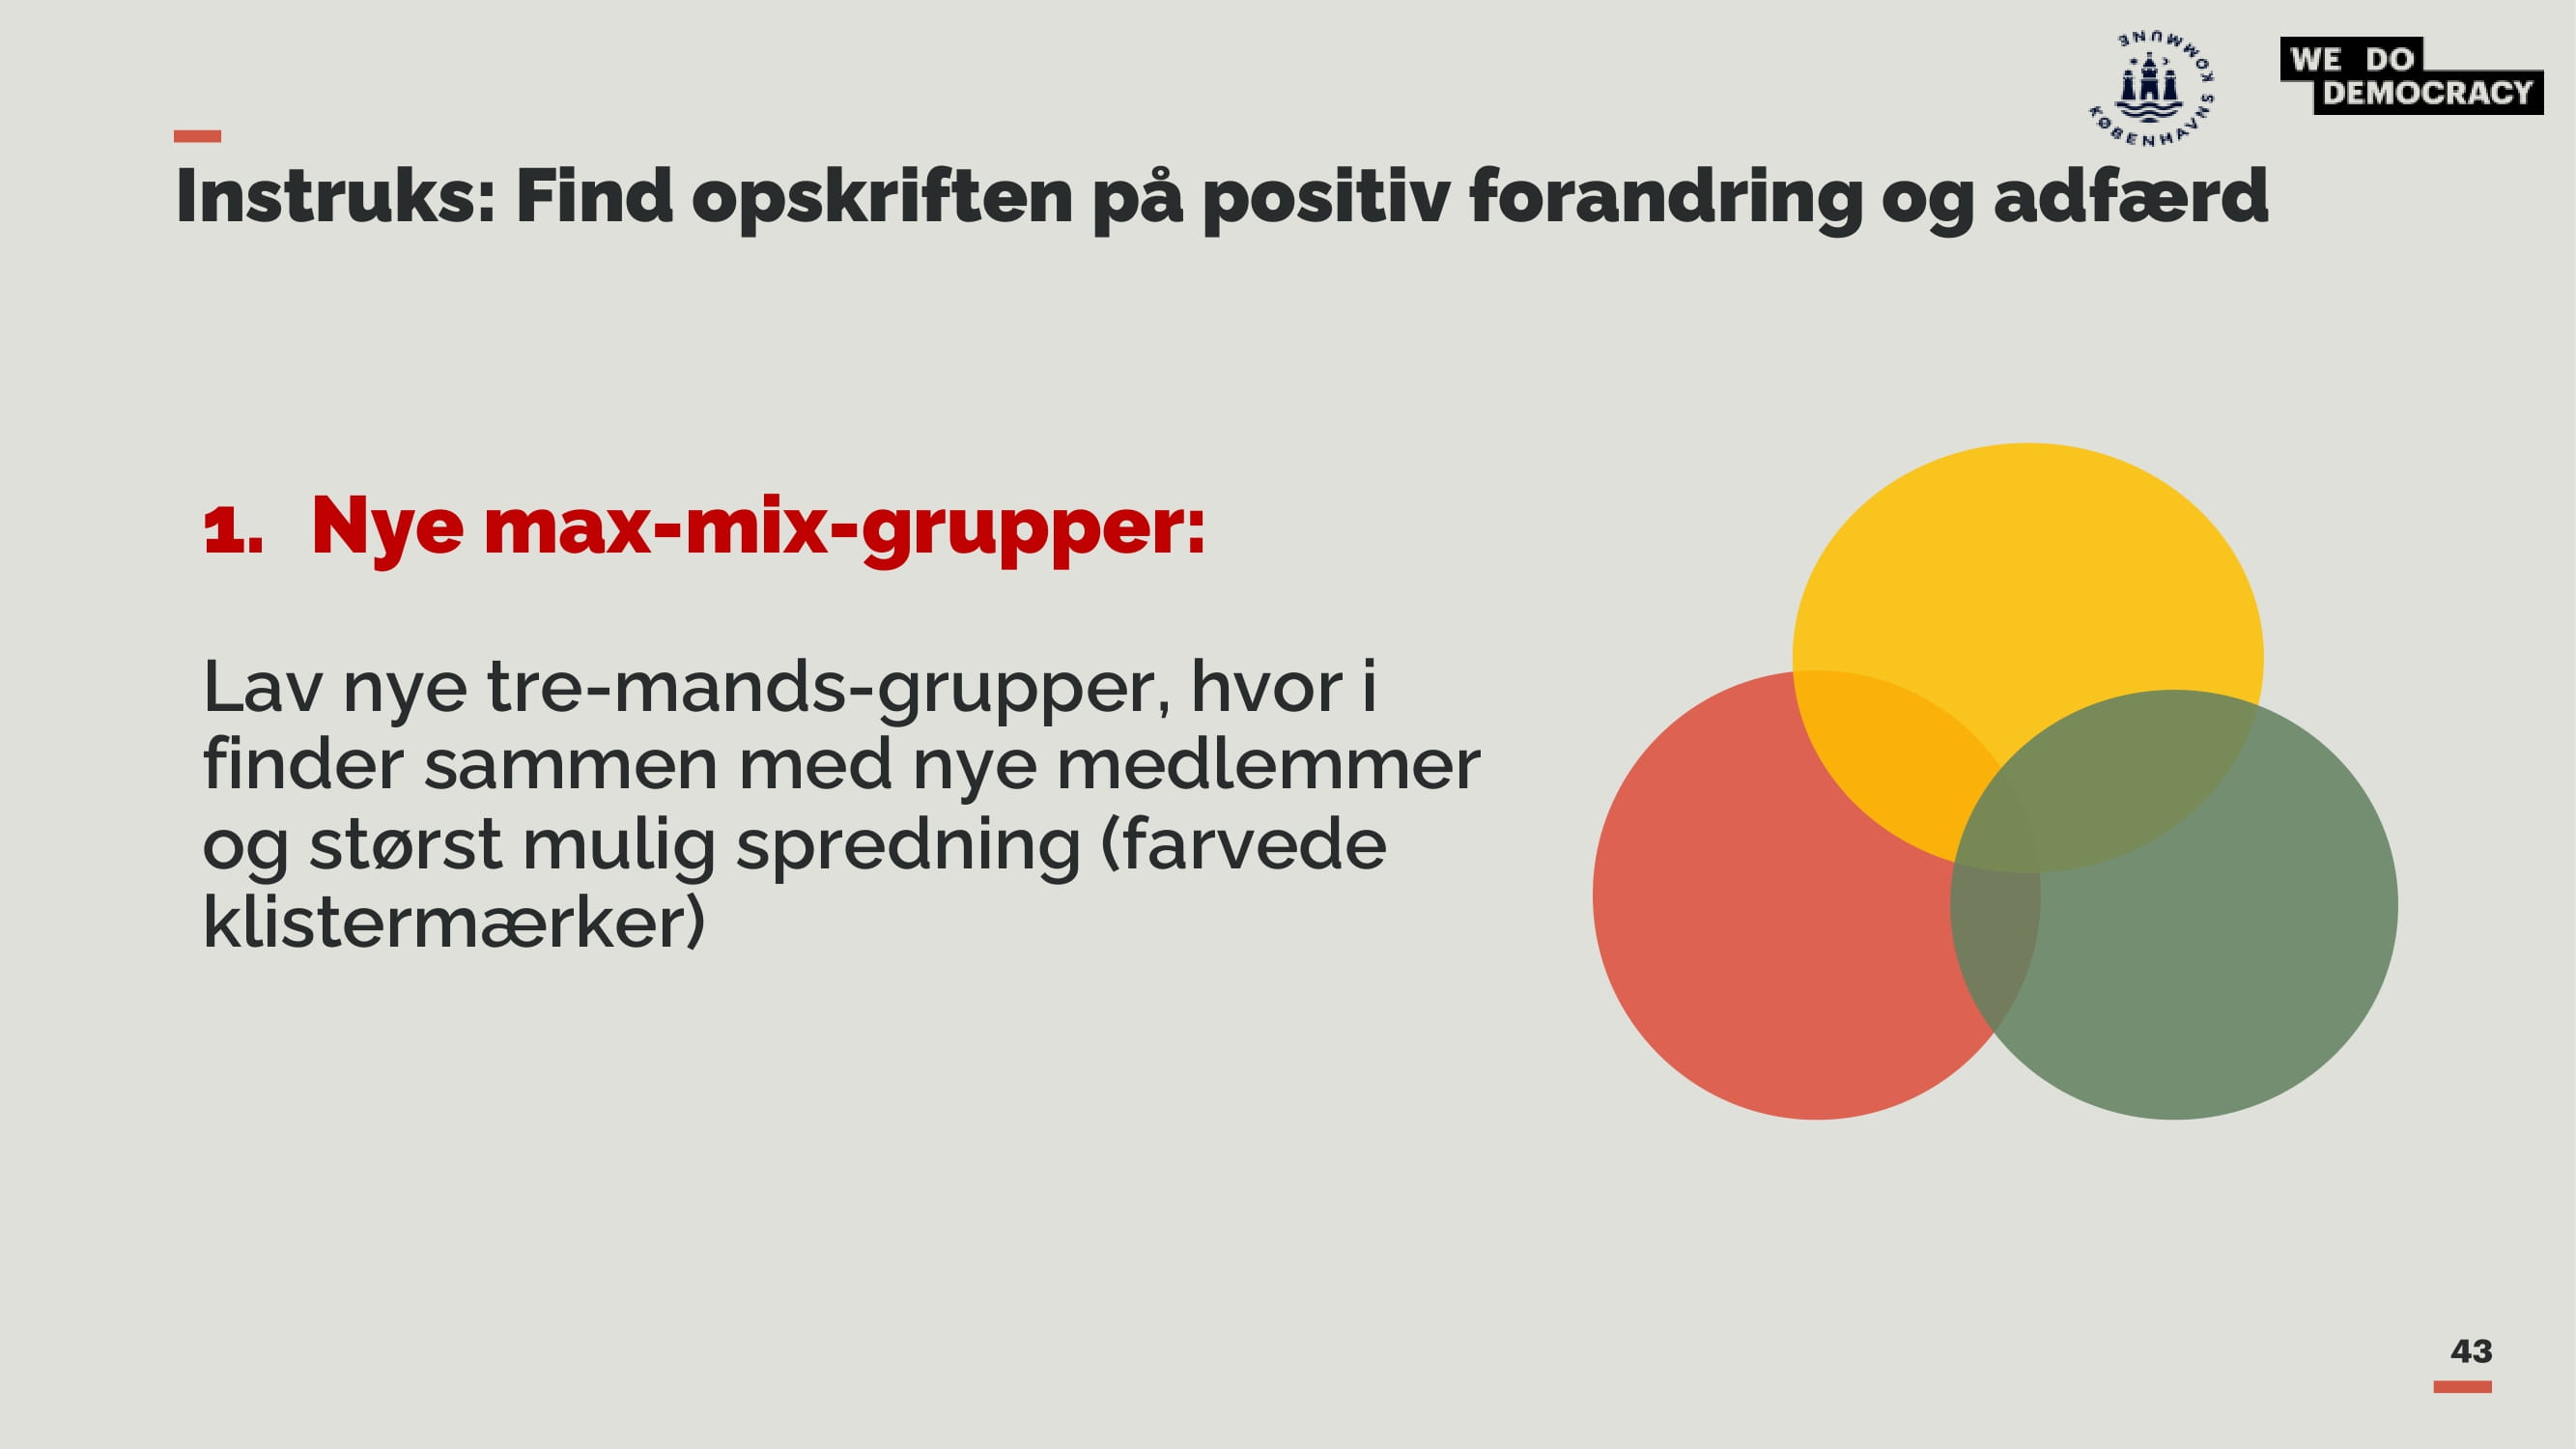 KØBENHAVNS KOMMUNE
WE DO
DEMOCRACY
Instruks: Find opskriften på positiv forandring og adfærd
1. Nye max-mix-grupper:
Lav nye tre-mands-grupper, hvor i
finder sammen med nye medlemmer
og størst mulig spredning (farvede
klistermærker)
43